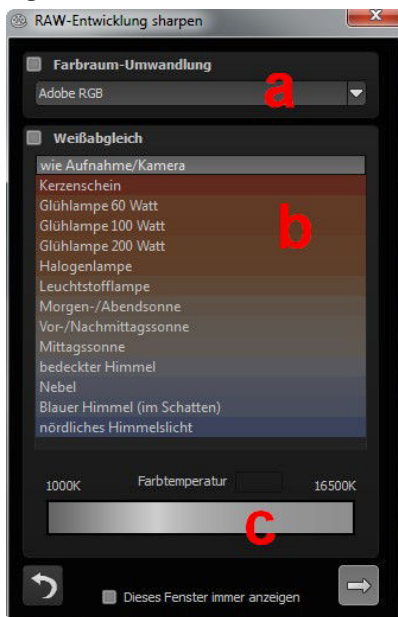 RAW-Entwicklung sharpen
Farbraum-Umwandlung
Adobe RGB
a
Weißabgleich
wie Aufnahme/Kamera
Kerzenschein
Glühlampe 60 Watt
Glühlampe 100 Watt
b
Glühlampe 200 Watt
Halogenlampe
Leuchtstofflampe
Morgen-/Abendsonne
Vor-/Nachmittagssonne
Mittagssonne
bedeckter Himmel
Nebel
Blauer Himmel (im Schatten)
nördliches Himmelslicht
1000K Farbtemperatur 16500K
c
Dieses Fenster immer anzeigen